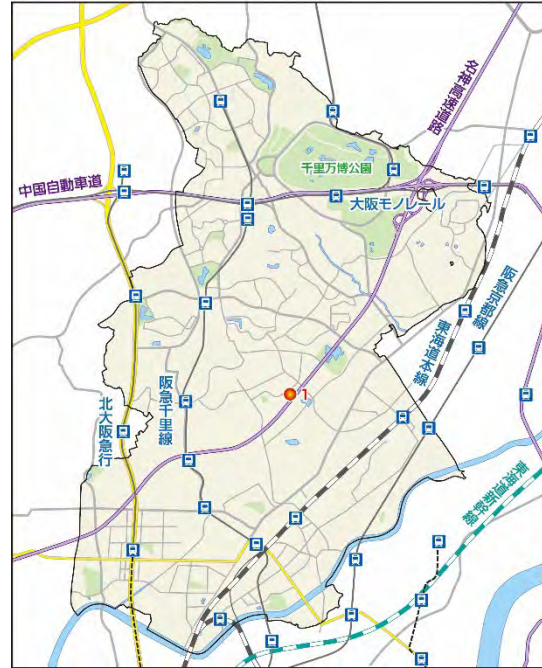 名神高速道路
千里万博公園
中国自動車道
大阪モノレール
阪急京都線
東海道本線
1
阪急千里線
北大阪急行
東海道新幹線